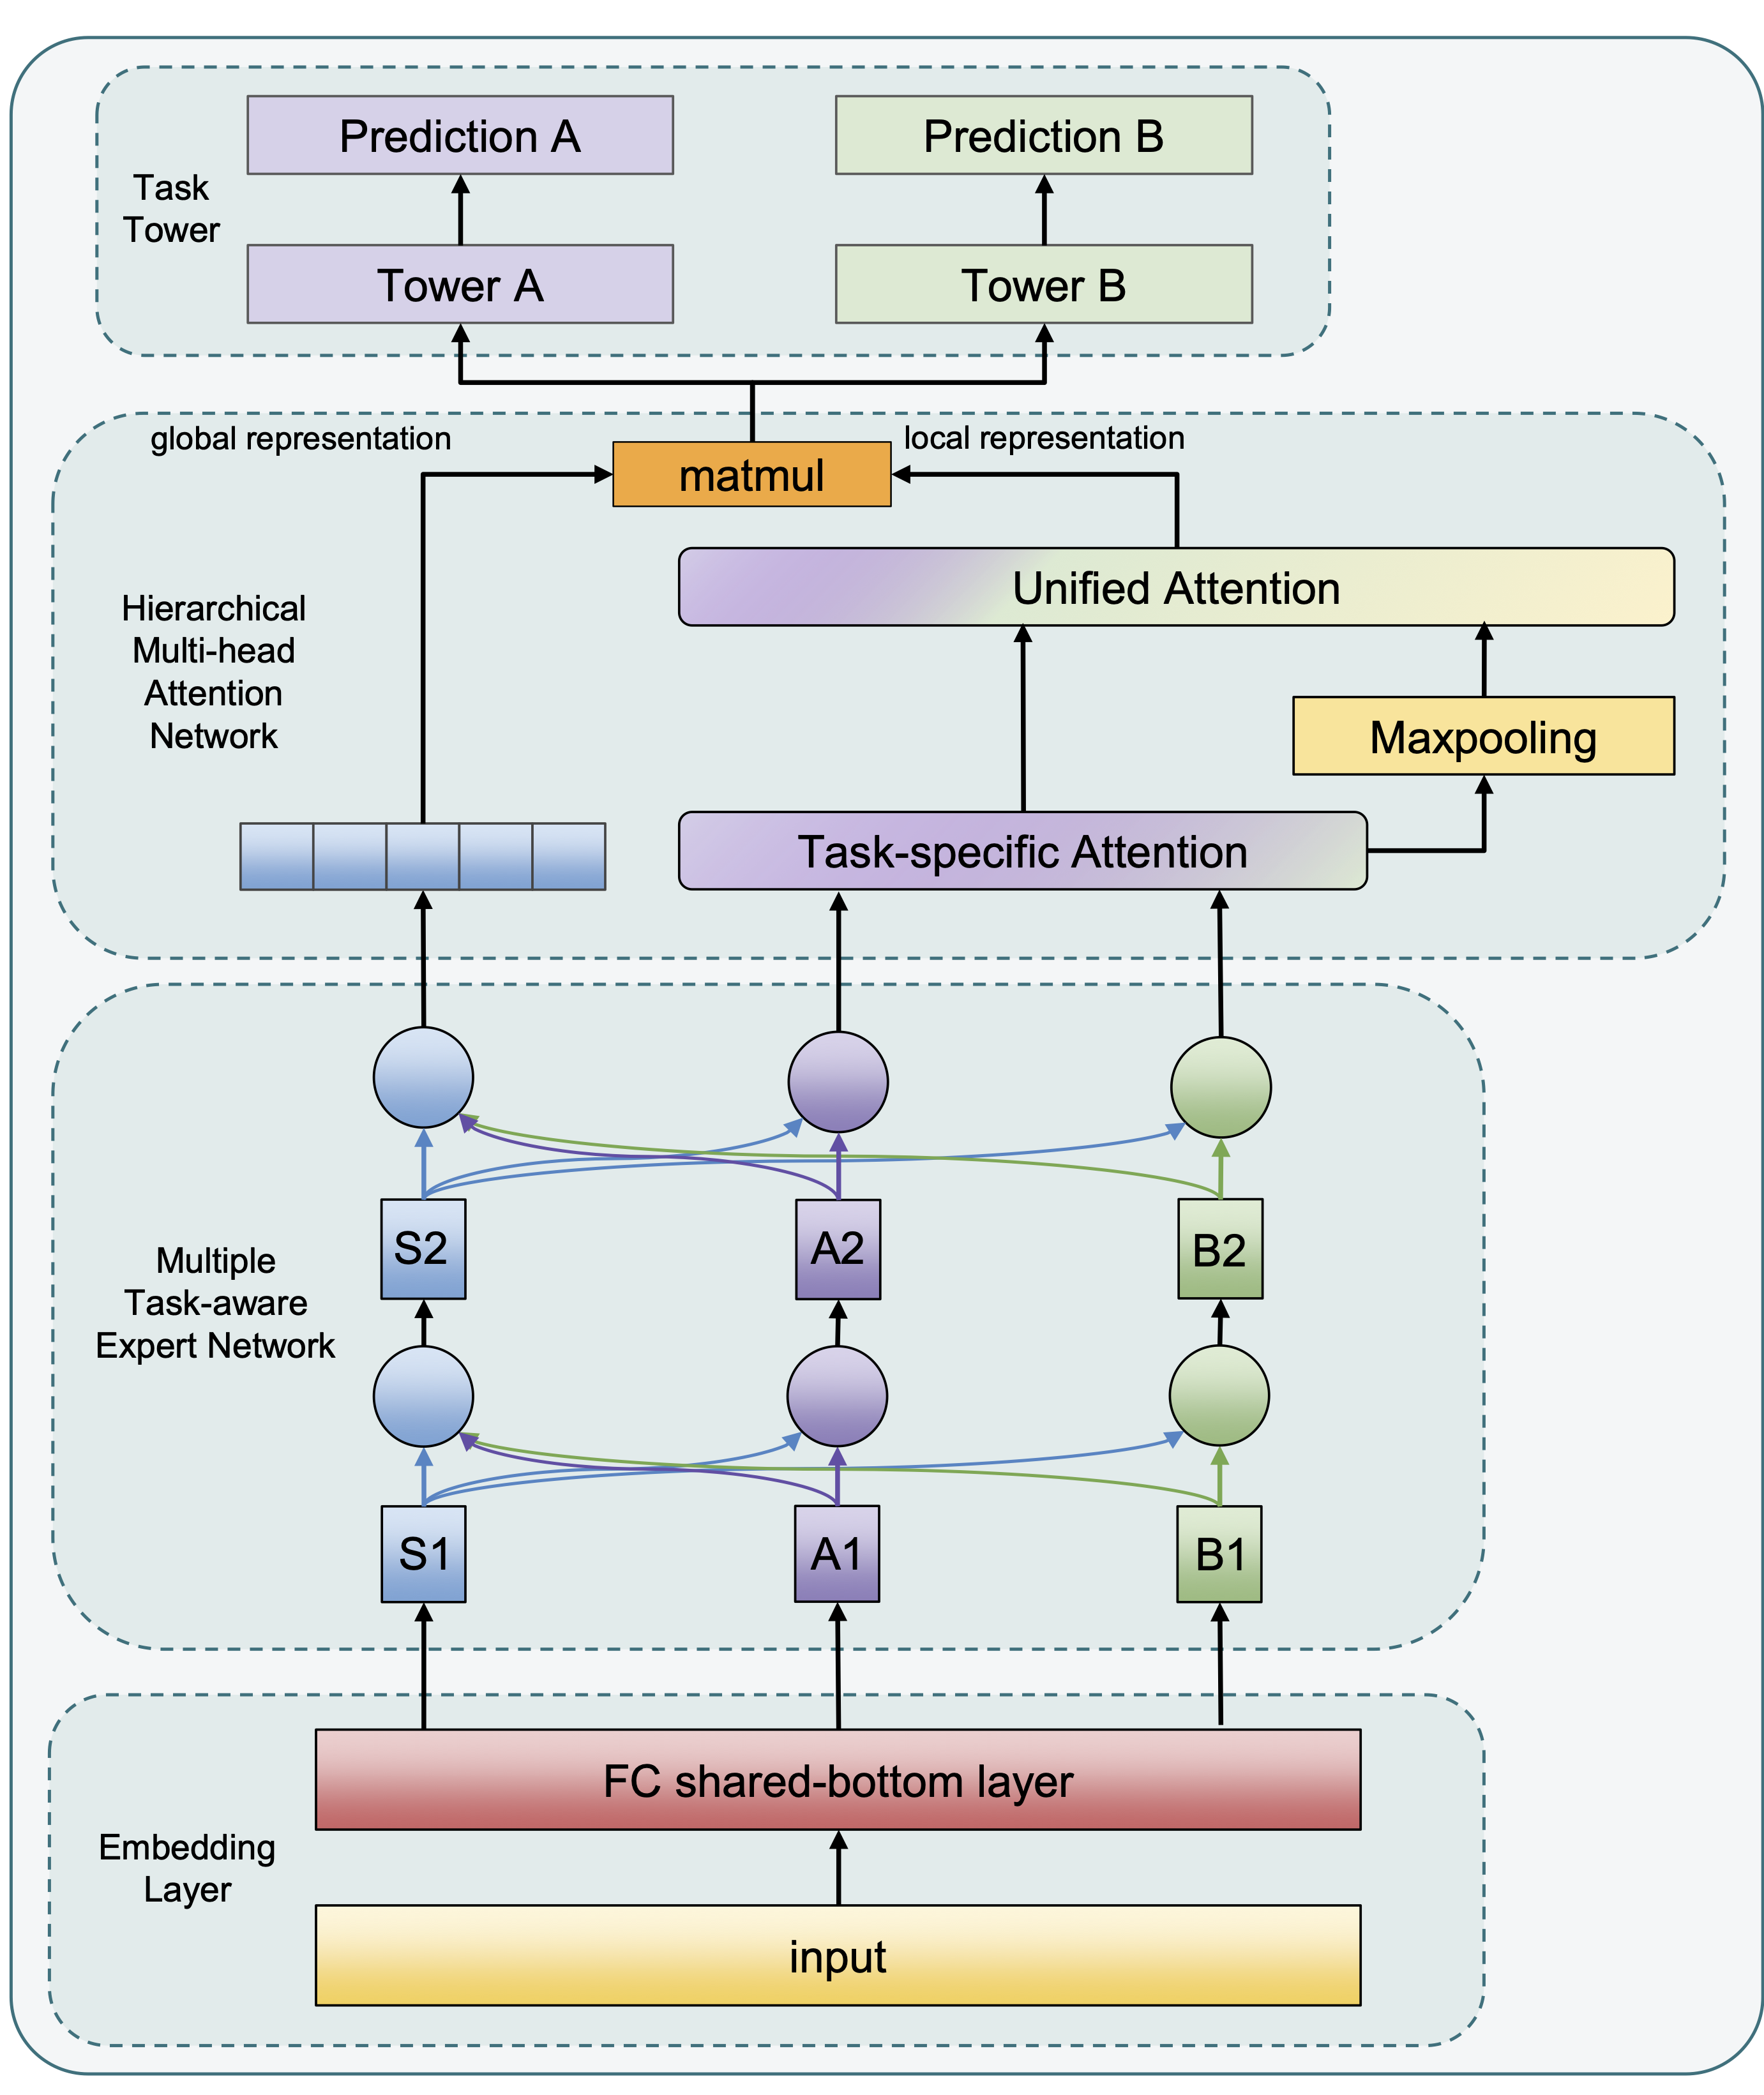 Prediction A
Prediction B
Task
Tower
Tower A
Tower B
global representation
matmul
local representation
Unified Attention
Hierarchical
Multi-head
Attention
Network
Maxpooling
Task-specific Attention
S2
A2
B2
Multiple
Task-aware
Expert Network
S1
A1
B1
FC shared-bottom layer
Embedding
Layer
input